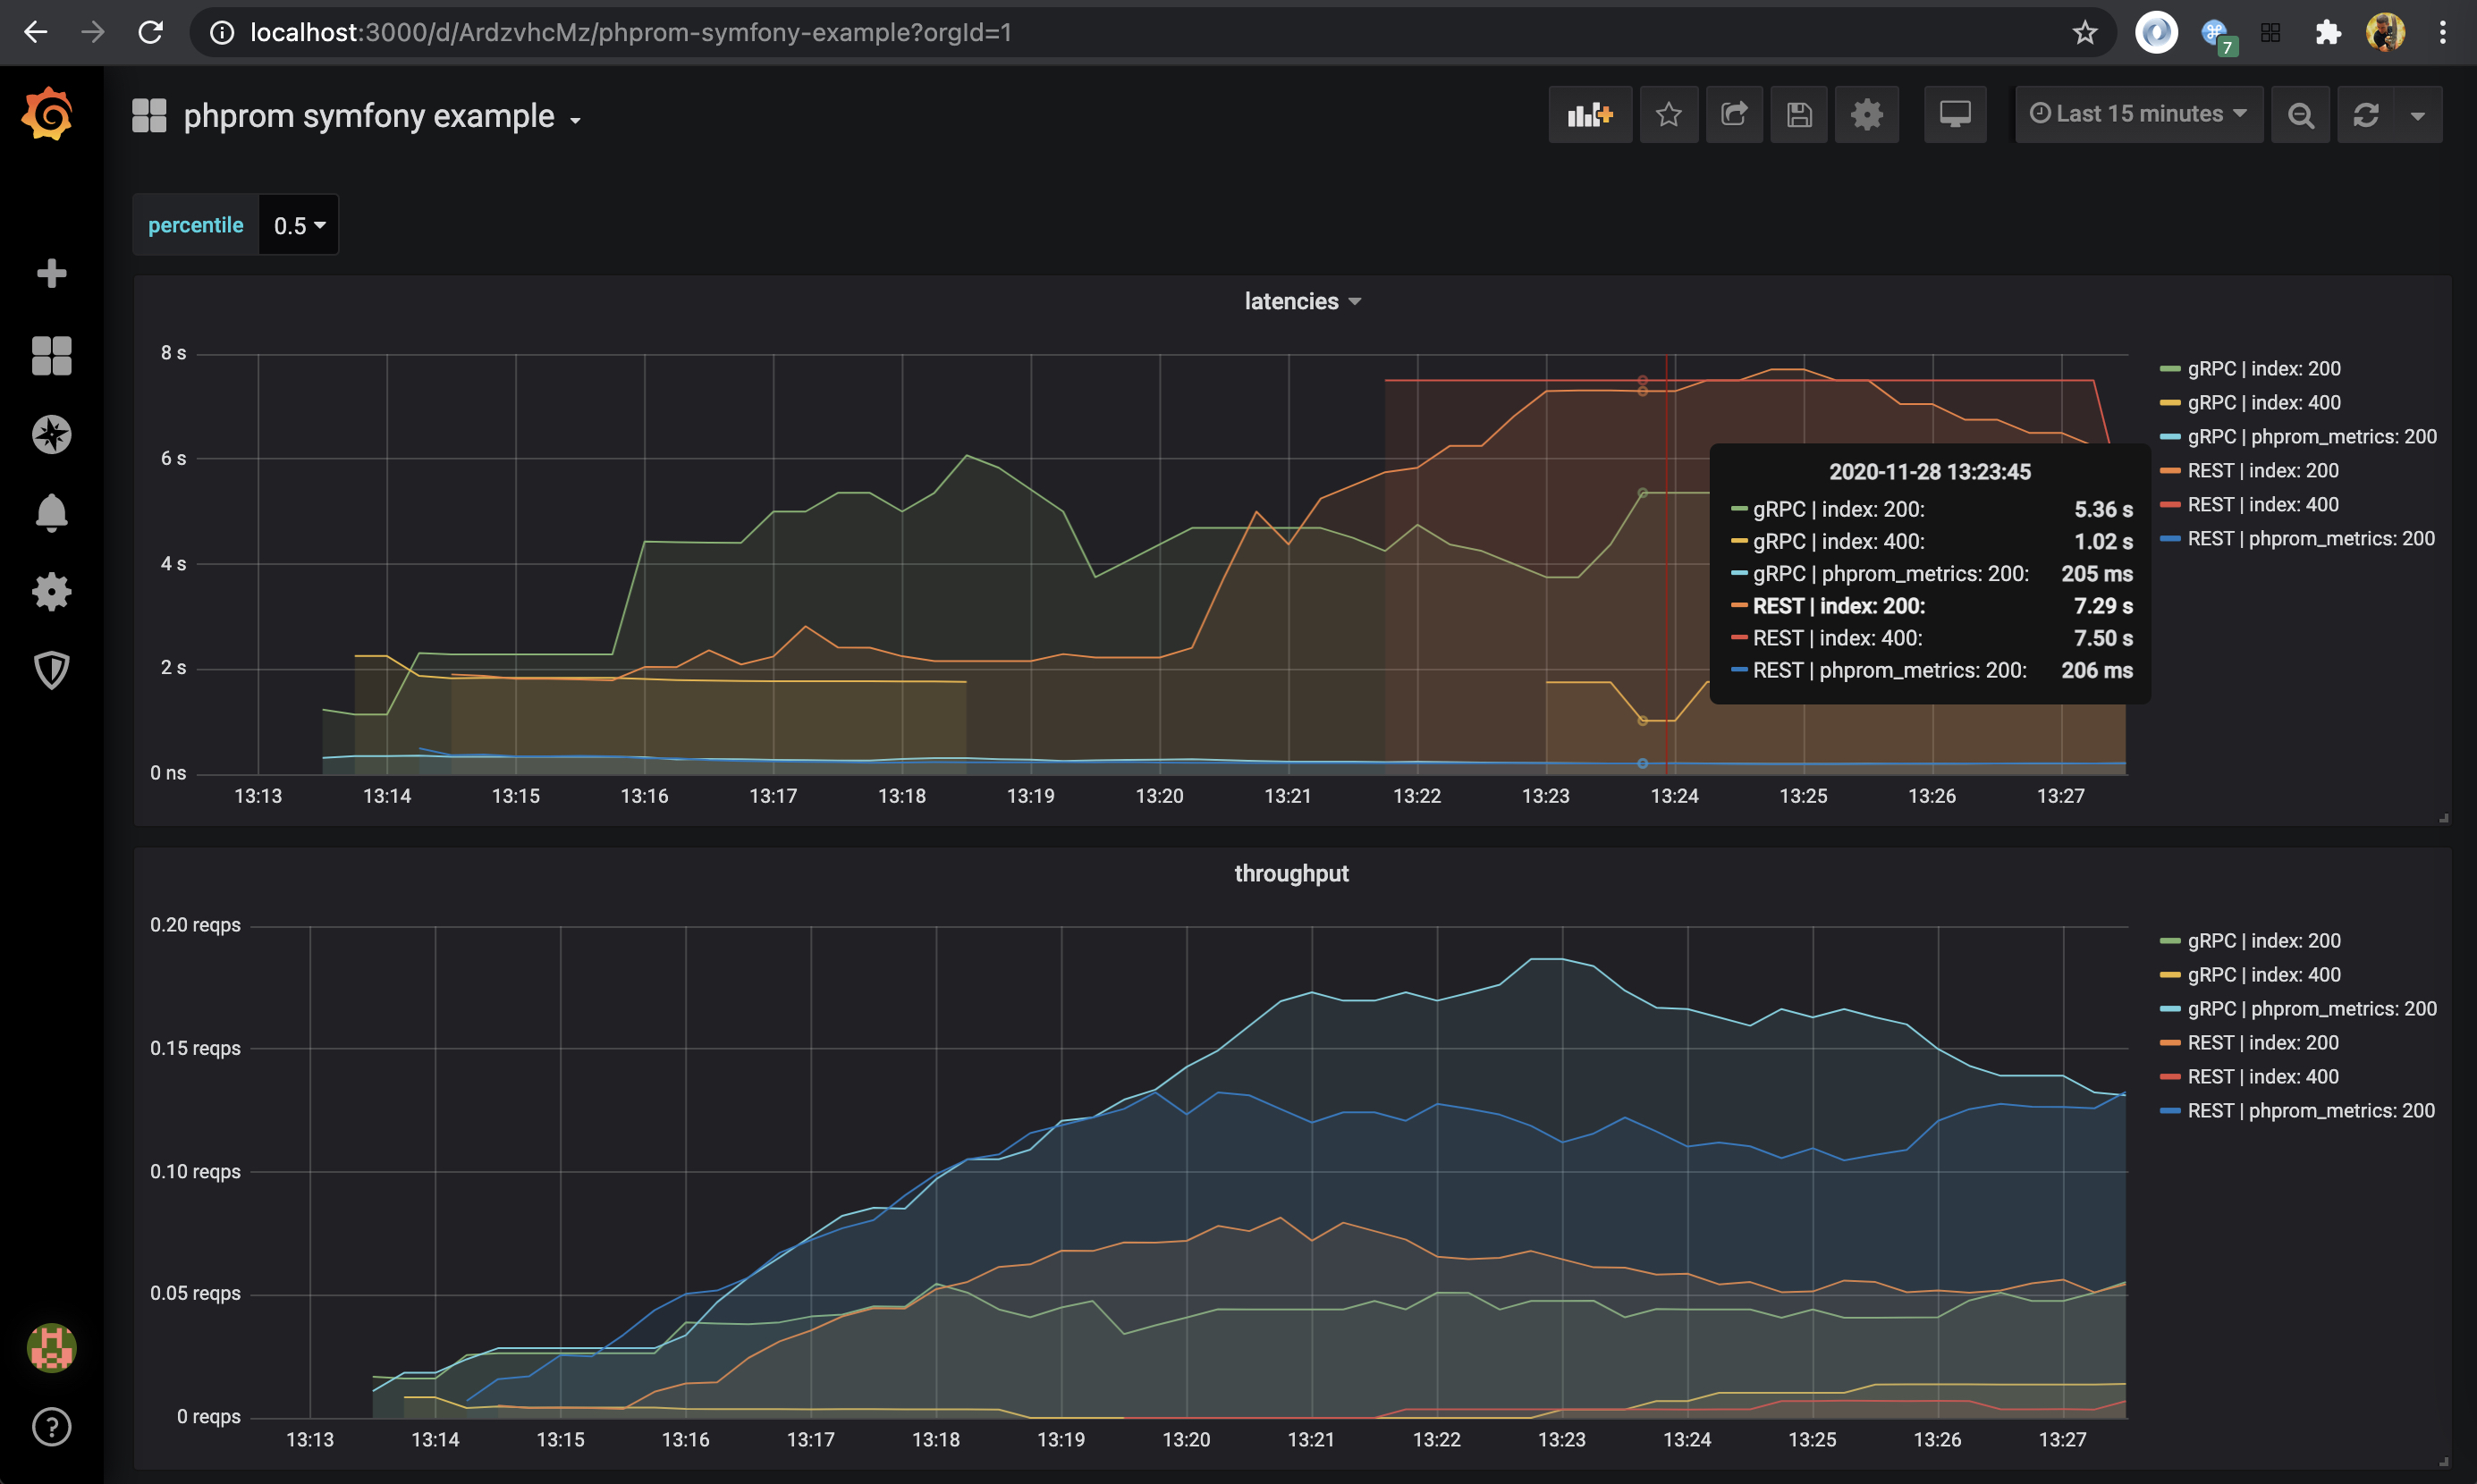 localhost:3000/d/ArdzvhcMz/phprom-symfony-example?orgId=1
7
phprom symfony example
Last 15 minutes
percentile 0.5
latencies
8 s
6 s
4 s
2 s
0 ns
13:13 13:14 13:15 13:16 13:17 13:18 13:19 13:20 13:21 13:22 13:23 13:24 13:25 13:26 13:27
gRPC | index: 200
gRPC | index: 400
gRPC | phprom_metrics: 200
REST | index: 200
REST | index: 400
REST | phprom_metrics: 200
2020-11-28 13:23:45
gRPC | index: 200: 5.36 s
gRPC | index: 400: 1.02 s
gRPC | phprom_metrics: 200: 205 ms
REST | index: 200: 7.29 s
REST | index: 400: 7.50 s
REST | phprom_metrics: 200: 206 ms
throughput
0.20 reqps
0.15 reqps
0.10 reqps
0.05 reqps
0 reqps
13:13 13:14 13:15 13:16 13:17 13:18 13:19 13:20 13:21 13:22 13:23 13:24 13:25 13:26 13:27
gRPC | index: 200
gRPC | index: 400
gRPC | phprom_metrics: 200
REST | index: 200
REST | index: 400
REST | phprom_metrics: 200